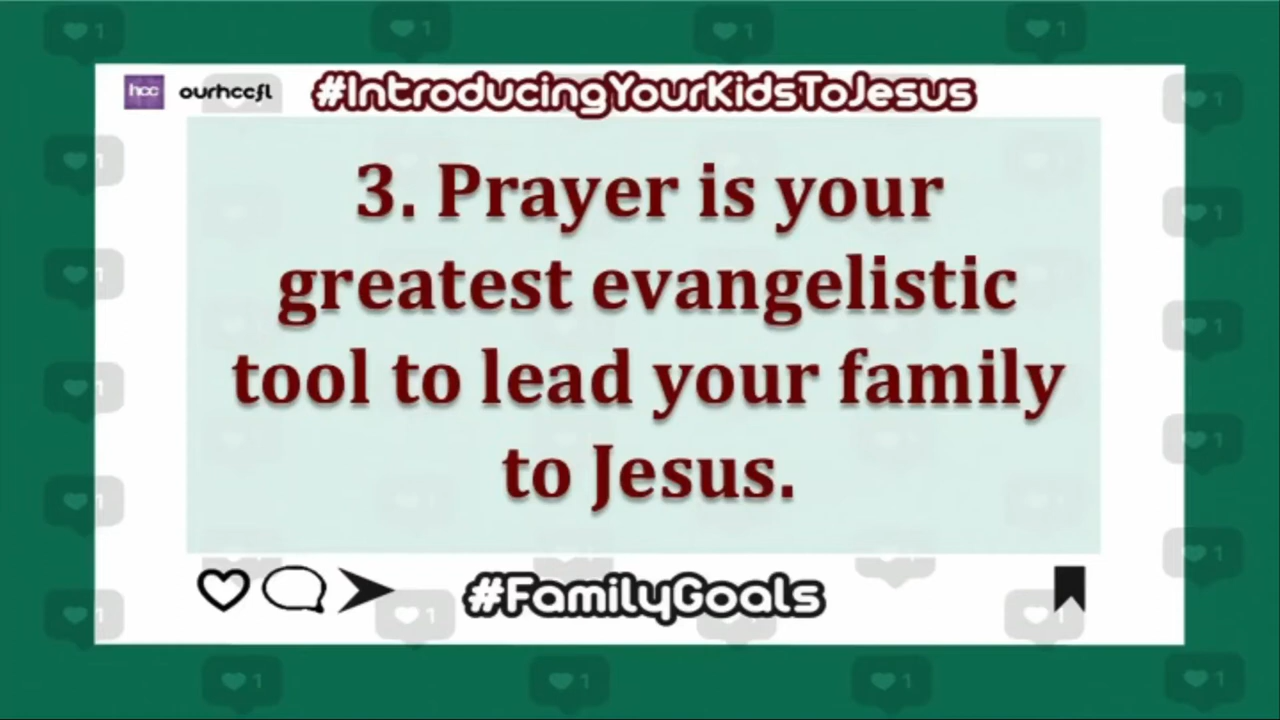 hcc ourhccfl #IntroducingYourKidsToJesus
3. Prayer is your
greatest evangelistic
tool to lead your family
to Jesus.
#FamilyGoals